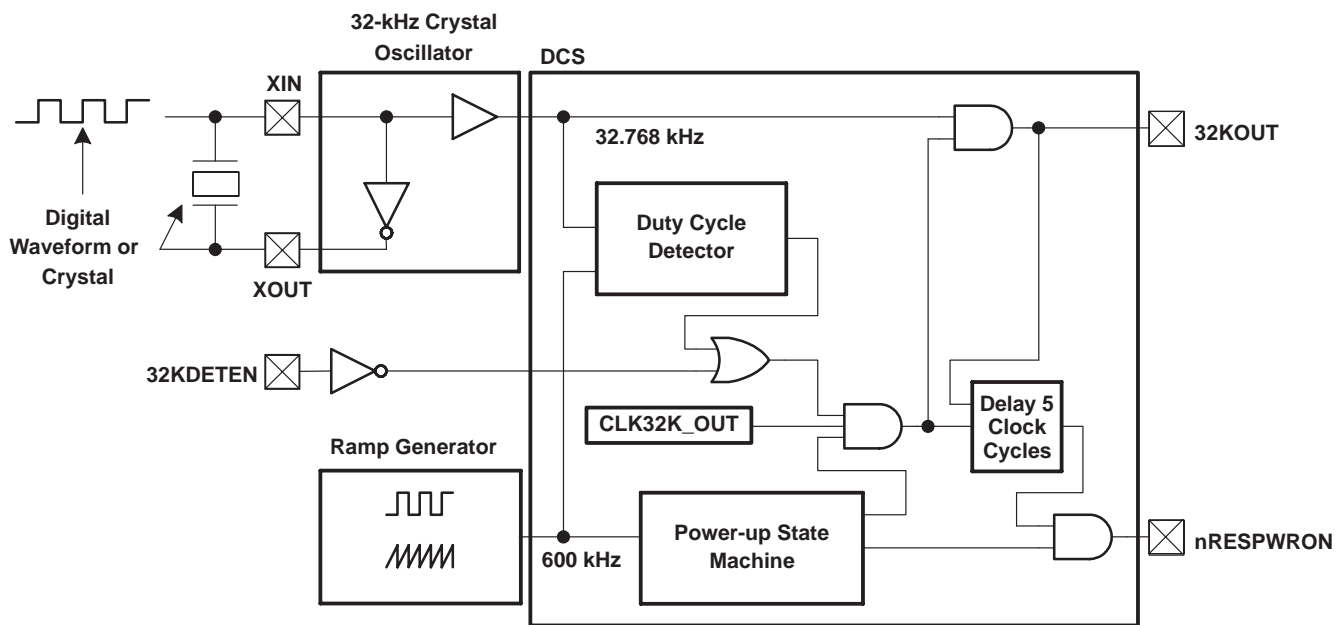 32-kHz Crystal
Oscillator
DCS
XIN
32.768 kHz
32KOUT
Digital
Waveform or
Crystal
XOUT
Duty Cycle
Detector
32KDETEN
CLK32K_OUT
Delay 5
Clock
Cycles
Ramp Generator
600 kHz
Power-up State
Machine
nRESPWRON